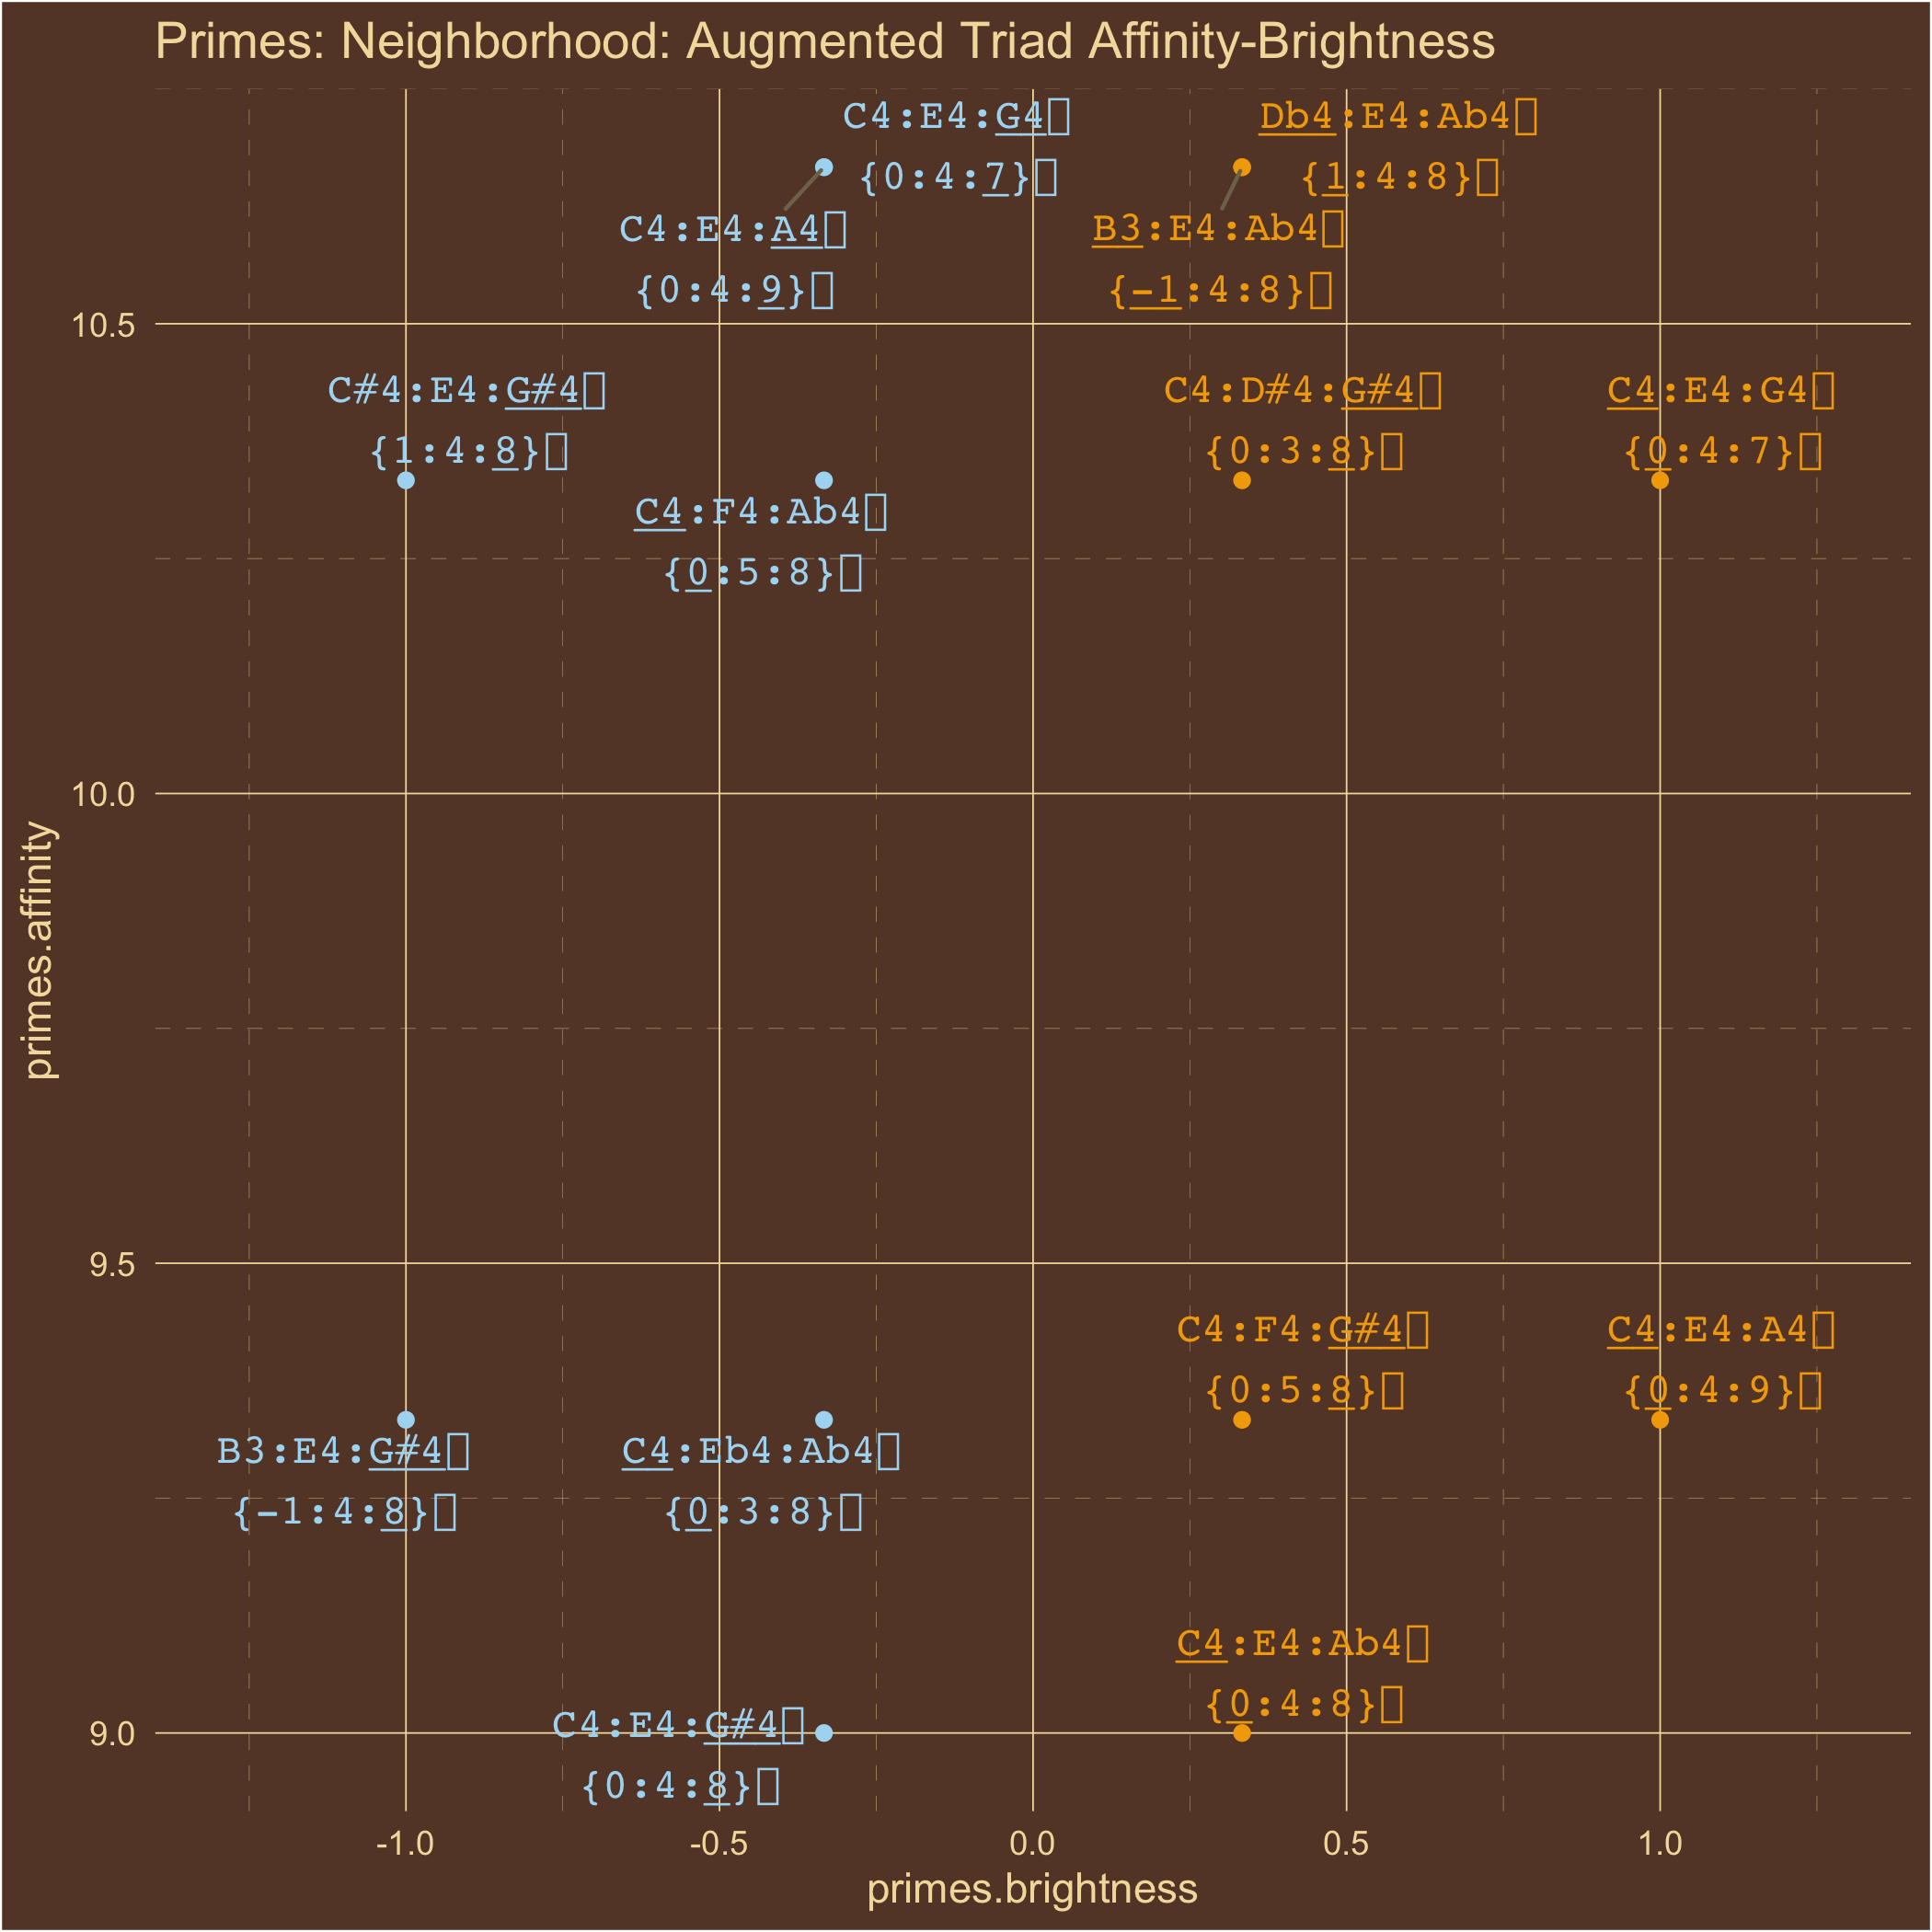 Primes: Neighborhood: Augmented Triad Affinity-Brightness
C4:E4:G4▯
{0:4:7}▯
Db4:E4:Ab4▯
{1:4:8}▯
C4:E4:A4▯
{0:4:9}▯
B3:E4:Ab4▯
{-1:4:8}▯
10.5
C#4:E4:G#4▯
{1:4:8}▯
C4:D#4:G#4▯
{0:3:8}▯
C4:E4:G4▯
{0:4:7}▯
C4:F4:Ab4▯
{0:5:8}▯
10.0
primes.affinity
9.5
C4:F4:G#4▯
{0:5:8}▯
C4:E4:A4▯
{0:4:9}▯
B3:E4:G#4▯
{-1:4:8}▯
C4:Eb4:Ab4▯
{0:3:8}▯
C4:E4:Ab4▯
{0:4:8}▯
9.0
C4:E4:G#4▯
{0:4:8}▯
-1.0 -0.5 0.0 0.5 1.0
primes.brightness